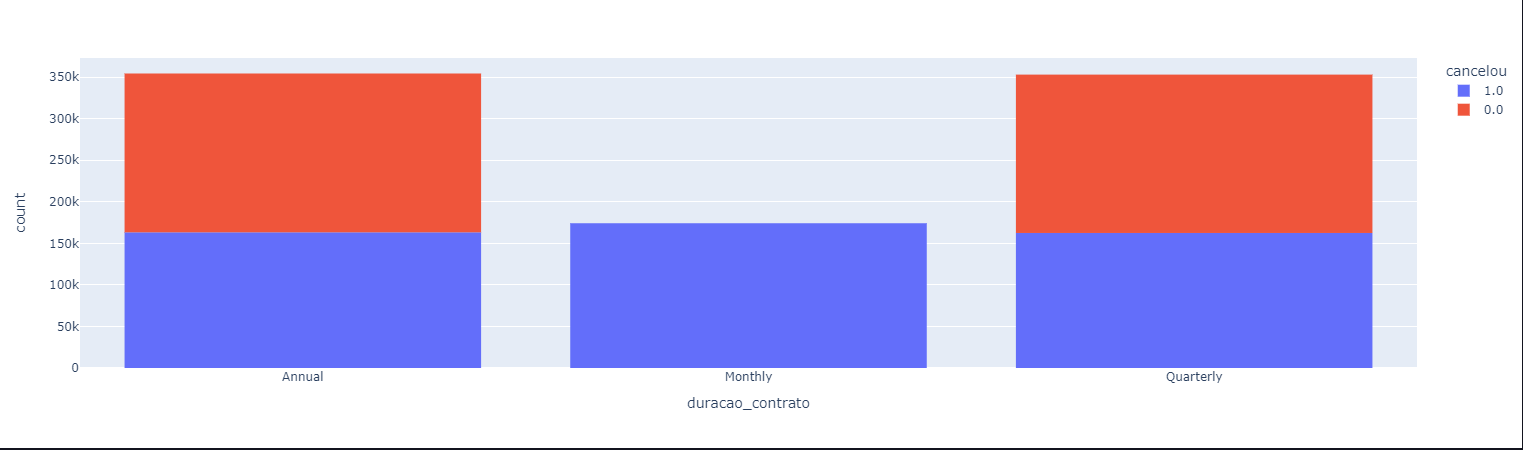 cancelou
1.0
0.0
count
350k
300k
250k
200k
150k
100k
50k
0
Annual
Monthly
Quarterly
duracao_contrato